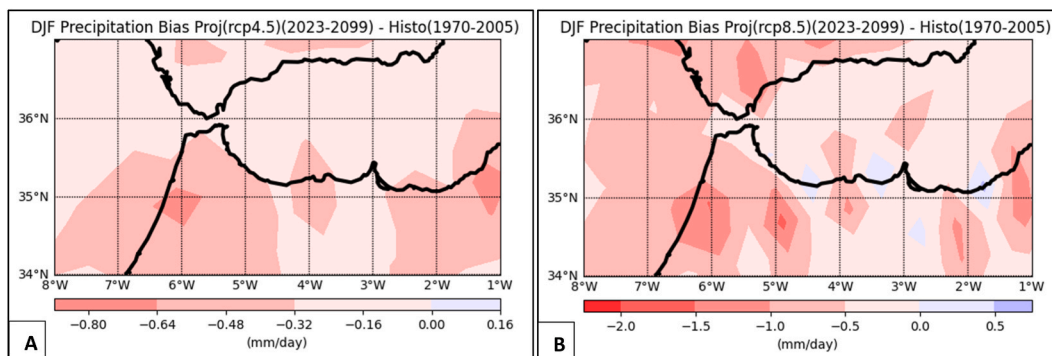 DJF Precipitation Bias Proj(rcp4.5)(2023-2099) - Histo(1970-2005)
36°N
35°N
34°N
8°W 7°W 6°W 5°W 4°W 3°W 2°W 1°W
−0.80 −0.64 −0.48 −0.32 −0.16 0.00 0.16
(mm/day)
A
DJF Precipitation Bias Proj(rcp8.5)(2023-2099) - Histo(1970-2005)
36°N
35°N
34°N
8°W 7°W 6°W 5°W 4°W 3°W 2°W 1°W
−2.0 −1.5 −1.0 −0.5 0.0 0.5
(mm/day)
B